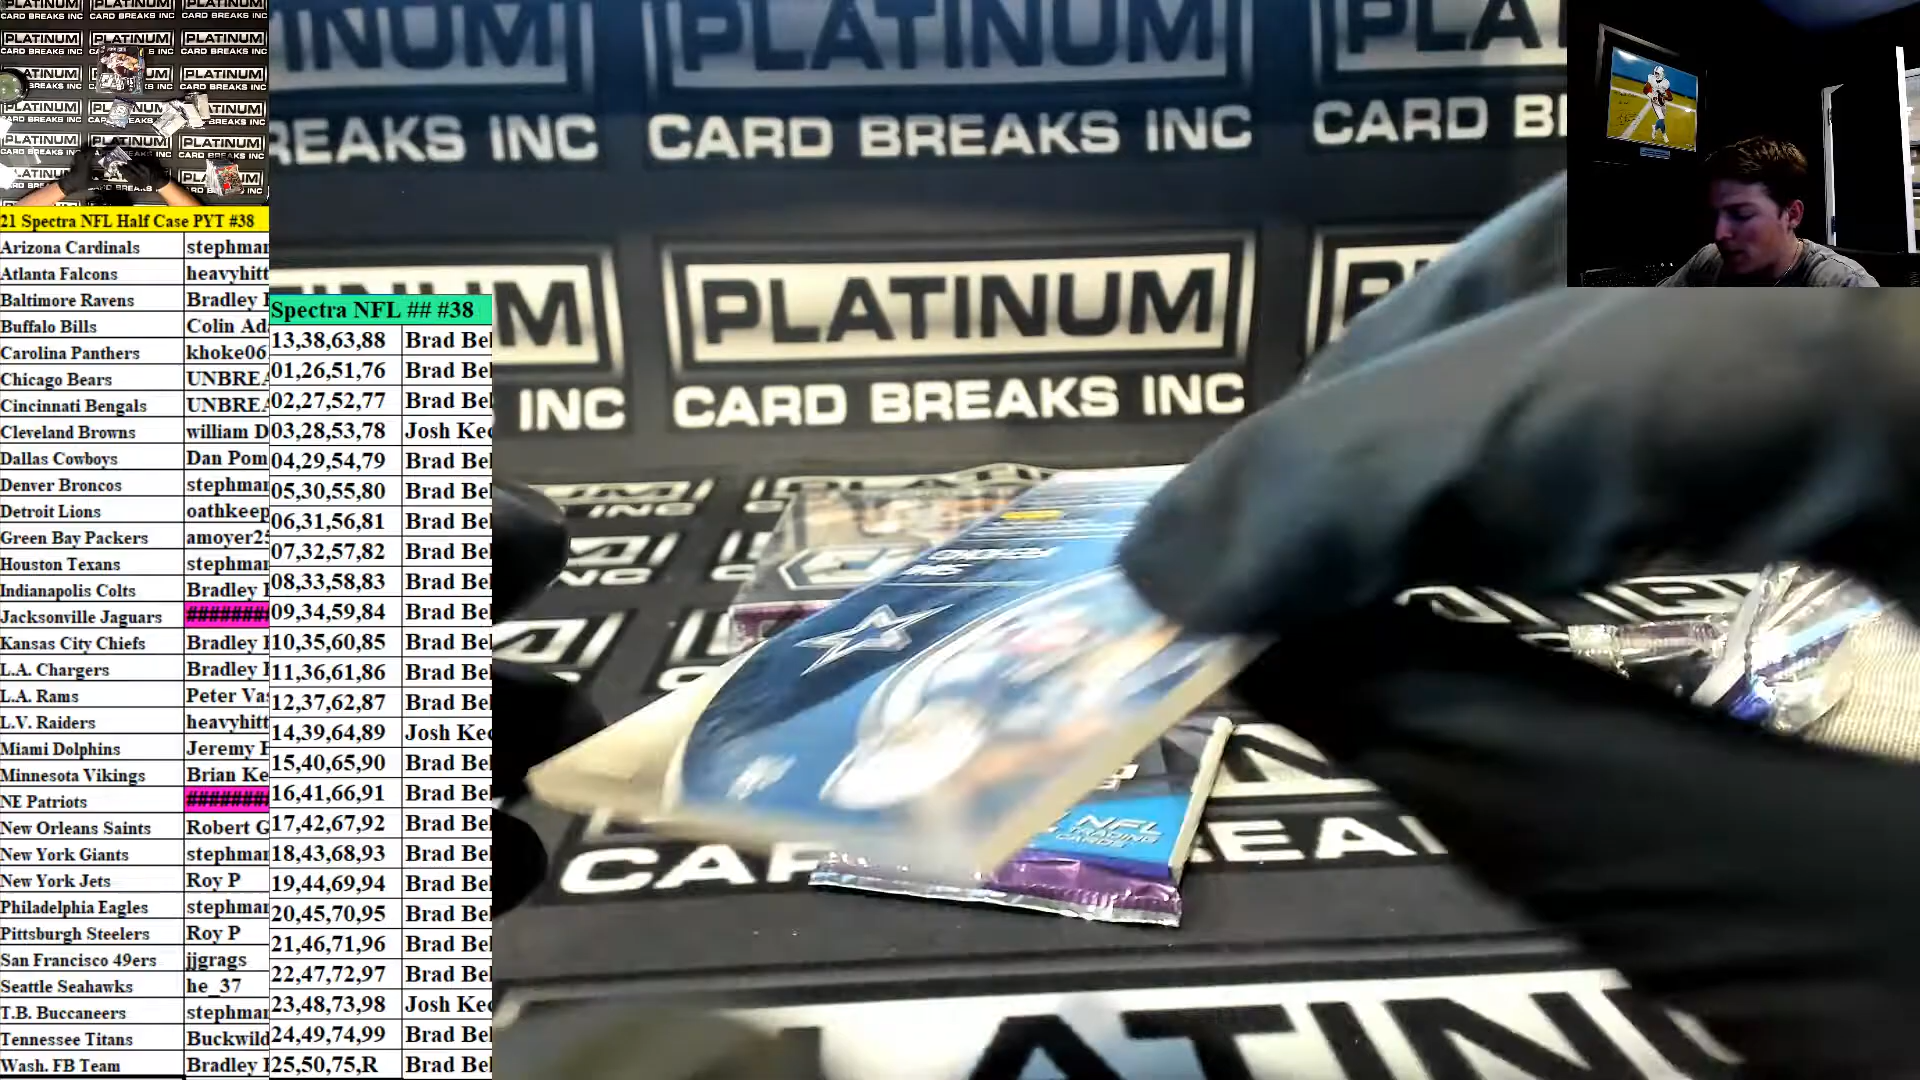 PLATINUM
CARD BREAKS INC
PLATINUM
CARD BREAKS INC
21 Spectra NFL Half Case PYT #38
Arizona Cardinals stephmar
Atlanta Falcons heavyhitt
Baltimore Ravens Bradley
Buffalo Bills Colin Ad
Carolina Panthers khoke06
Chicago Bears UNBREA
Cincinnati Bengals UNBREA
Cleveland Browns william D
Dallas Cowboys Dan Pom
Denver Broncos stephmar
Detroit Lions oathkeep
Green Bay Packers amoyer25
Houston Texans stephmar
Indianapolis Colts Bradley
Jacksonville Jaguars ########
Kansas City Chiefs Bradley
L.A. Chargers Bradley
L.A. Rams Peter Va
L.V. Raiders heavyhitt
Miami Dolphins Jeremy
Minnesota Vikings Brian Ke
NE Patriots ########
New Orleans Saints Robert G
New York Giants stephmar
New York Jets Roy P
Philadelphia Eagles stephmar
Pittsburgh Steelers Roy P
San Francisco 49ers jjgrags
Seattle Seahawks he_37
T.B. Buccaneers stephmar
Tennessee Titans Buckwild
Wash. FB Team Bradley
Spectra NFL ## #38
13,38,63,88 Brad Bel
01,26,51,76 Brad Bel
02,27,52,77 Brad Bel
03,28,53,78 Josh Kec
04,29,54,79 Brad Bel
05,30,55,80 Brad Bel
06,31,56,81 Brad Bel
07,32,57,82 Brad Bel
08,33,58,83 Brad Bel
09,34,59,84 Brad Bel
10,35,60,85 Brad Bel
11,36,61,86 Brad Bel
12,37,62,87 Brad Bel
14,39,64,89 Josh Kec
15,40,65,90 Brad Bel
16,41,66,91 Brad Bel
17,42,67,92 Brad Bel
18,43,68,93 Brad Bel
19,44,69,94 Brad Bel
20,45,70,95 Brad Bel
21,46,71,96 Brad Bel
22,47,72,97 Brad Bel
23,48,73,98 Josh Kec
24,49,74,99 Brad Bel
25,50,75,R Brad Bel
NFL
TRADING
CARDS